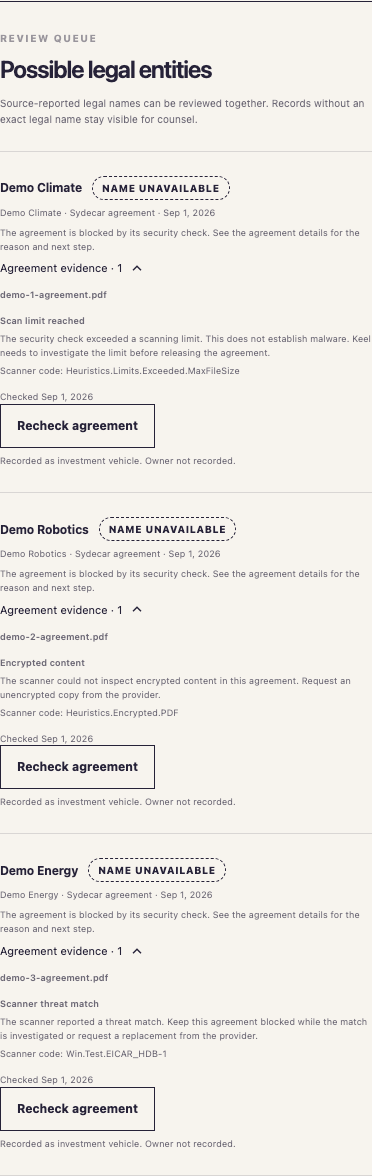 REVIEW QUEUE
Possible legal entities
Source-reported legal names can be reviewed together. Records without an
exact legal name stay visible for counsel.
Demo Climate NAME UNAVAILABLE
Demo Climate · Sydecar agreement · Sep 1, 2026
The agreement is blocked by its security check. See the agreement details for the
reason and next step.
Agreement evidence · 1
demo-1-agreement.pdf
Scan limit reached
The security check exceeded a scanning limit. This does not establish malware. Keel
needs to investigate the limit before releasing the agreement.
Scanner code: Heuristics.Limits.Exceeded.MaxFileSize
Checked Sep 1, 2026
Recheck agreement
Recorded as investment vehicle. Owner not recorded.
Demo Robotics NAME UNAVAILABLE
Demo Robotics · Sydecar agreement · Sep 1, 2026
The agreement is blocked by its security check. See the agreement details for the
reason and next step.
Agreement evidence · 1
demo-2-agreement.pdf
Encrypted content
The scanner could not inspect encrypted content in this agreement. Request an
unencrypted copy from the provider.
Scanner code: Heuristics.Encrypted.PDF
Checked Sep 1, 2026
Recheck agreement
Recorded as investment vehicle. Owner not recorded.
Demo Energy NAME UNAVAILABLE
Demo Energy · Sydecar agreement · Sep 1, 2026
The agreement is blocked by its security check. See the agreement details for the
reason and next step.
Agreement evidence · 1
demo-3-agreement.pdf
Scanner threat match
The scanner reported a threat match. Keep this agreement blocked while the match
is investigated or request a replacement from the provider.
Scanner code: Win.Test.EICAR_HDB-1
Checked Sep 1, 2026
Recheck agreement
Recorded as investment vehicle. Owner not recorded.